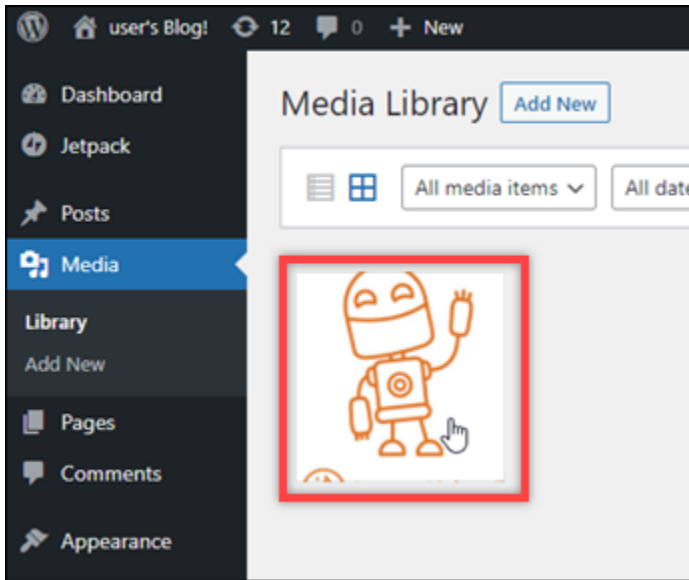 user's Blog! 12 0 + New
Dashboard
Jetpack
Posts
Media
Library
Add New
Pages
Comments
Appearance
Media Library Add New
All media items All date